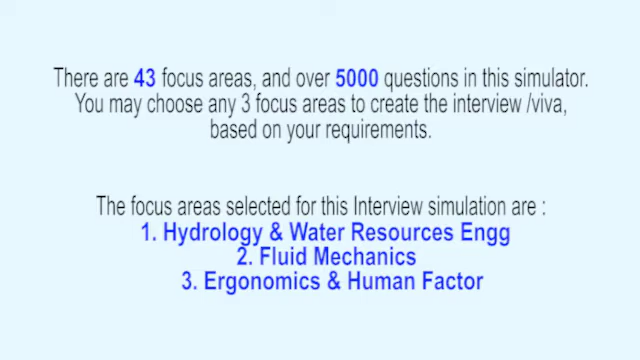 There are 43 focus areas, and over 5000 questions in this simulator.
You may choose any 3 focus areas to create the interview /viva,
based on your requirements.
The focus areas selected for this Interview simulation are :
1. Hydrology & Water Resources Engg
2. Fluid Mechanics
3. Ergonomics & Human Factor